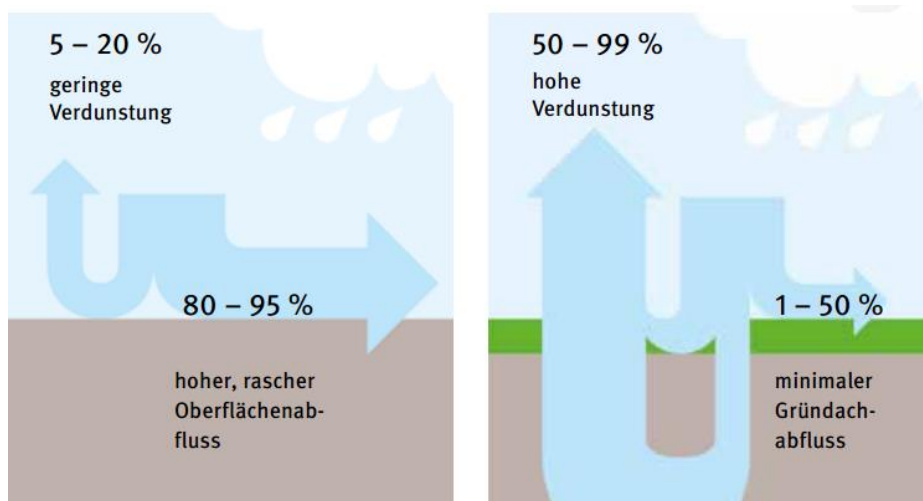 5 – 20 %
geringe
Verdunstung
80 – 95 %
hoher, rascher
Oberflächenab-
fluss
50 – 99 %
hohe
Verdunstung
1 – 50 %
minimaler
Gründach-
abfluss